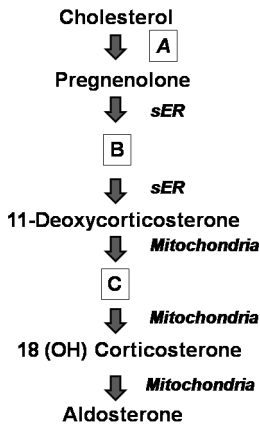 Cholesterol
A
Pregnenolone
sER
B
sER
11-Deoxycorticosterone
Mitochondria
C
Mitochondria
18 (OH) Corticosterone
Mitochondria
Aldosterone